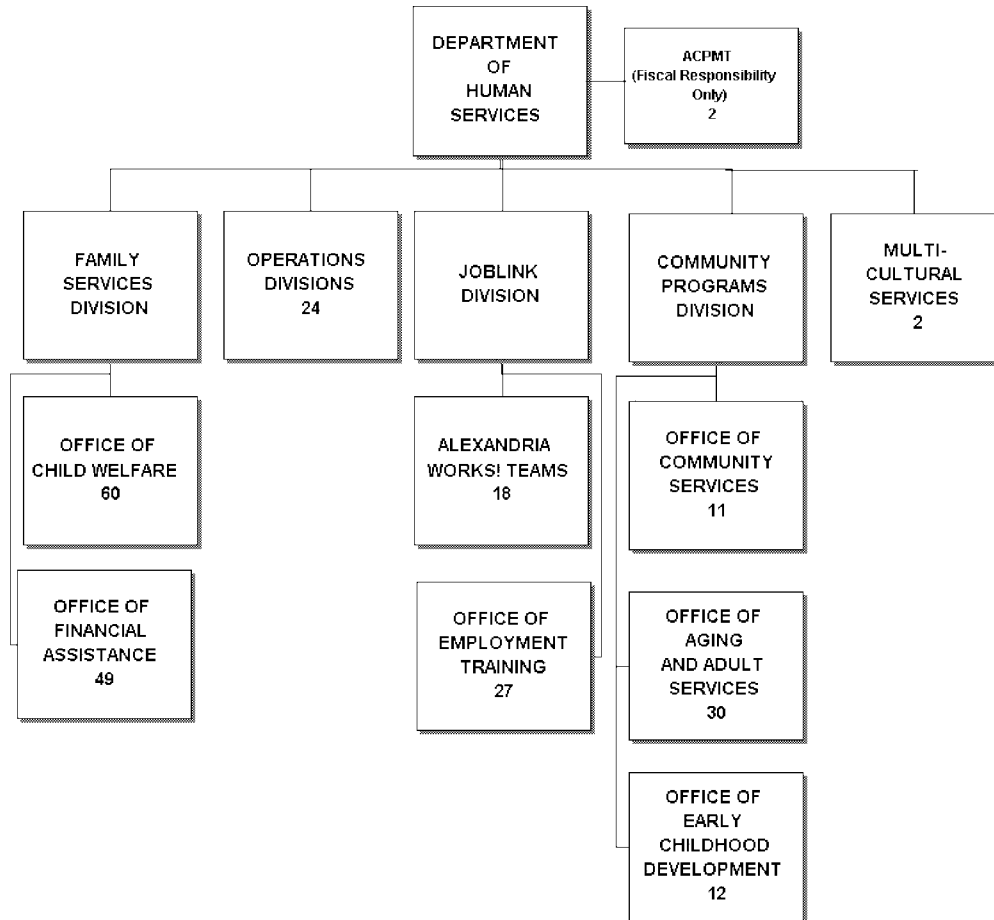 DEPARTMENT
OF
HUMAN
SERVICES
ACPMT
(Fiscal Responsibility
Only)
2
FAMILY
SERVICES
DIVISION
OPERATIONS
DIVISIONS
24
JOBLINK
DIVISION
COMMUNITY
PROGRAMS
DIVISION
MULTI-
CULTURAL
SERVICES
2
OFFICE OF
CHILD WELFARE
60
ALEXANDRIA
WORKS! TEAMS
18
OFFICE OF
COMMUNITY
SERVICES
11
OFFICE OF
FINANCIAL
ASSISTANCE
49
OFFICE OF
EMPLOYMENT
TRAINING
27
OFFICE OF
AGING
AND ADULT
SERVICES
30
OFFICE OF
EARLY
CHILDHOOD
DEVELOPMENT
12